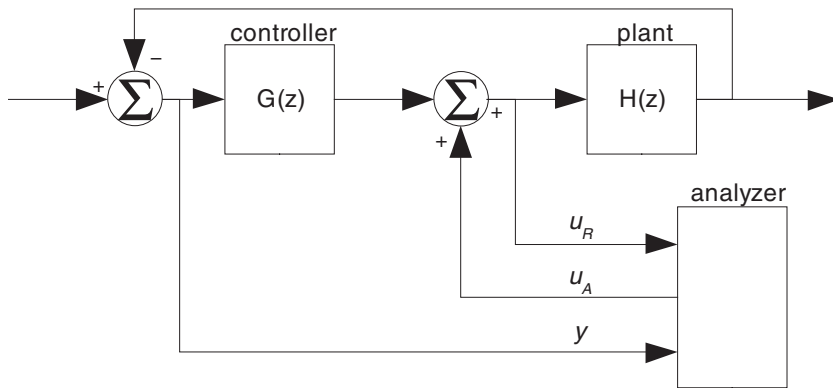 controller
plant
−
+
Σ
G(z)
Σ
+
+
H(z)
analyzer
u_R
u_A
y